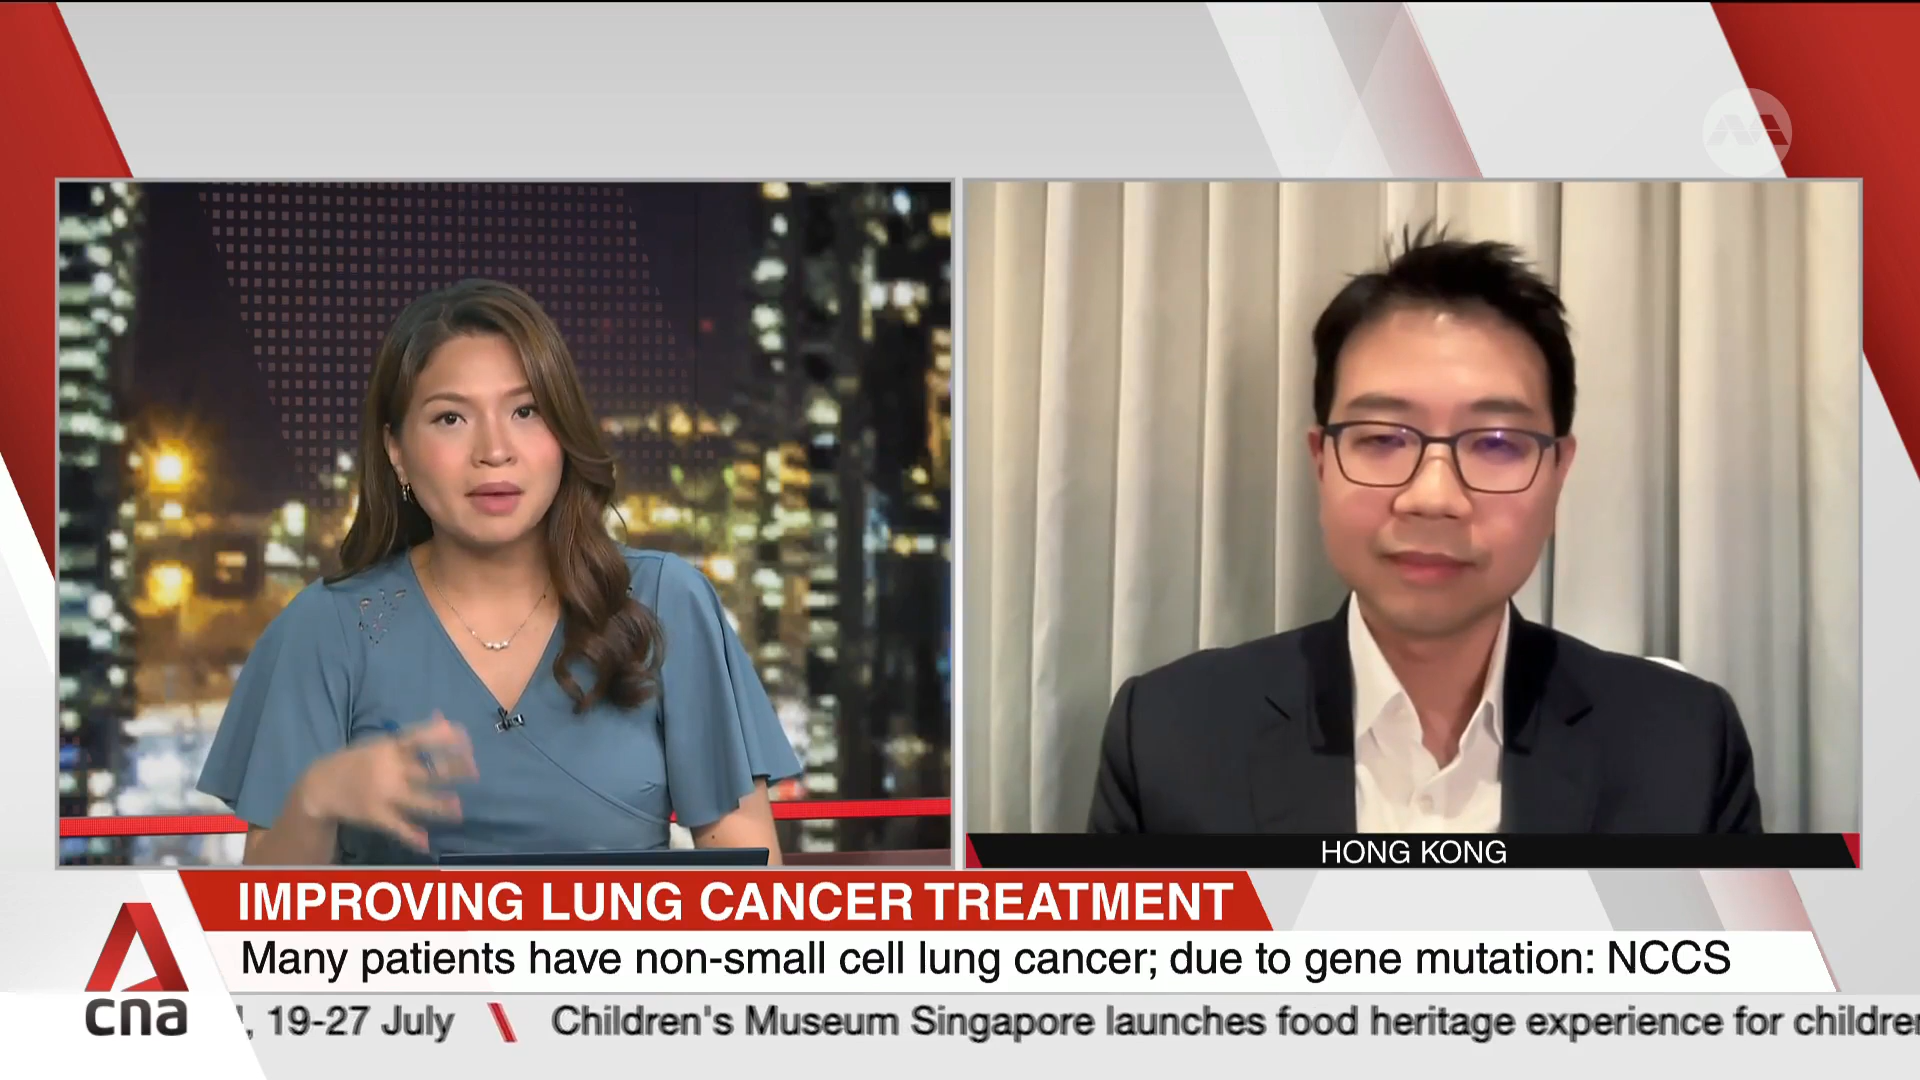 HONG KONG
IMPROVING LUNG CANCER TREATMENT
Many patients have non-small cell lung cancer; due to gene mutation: NCCS
cna
, 19-27 July
Children's Museum Singapore launches food heritage experience for children